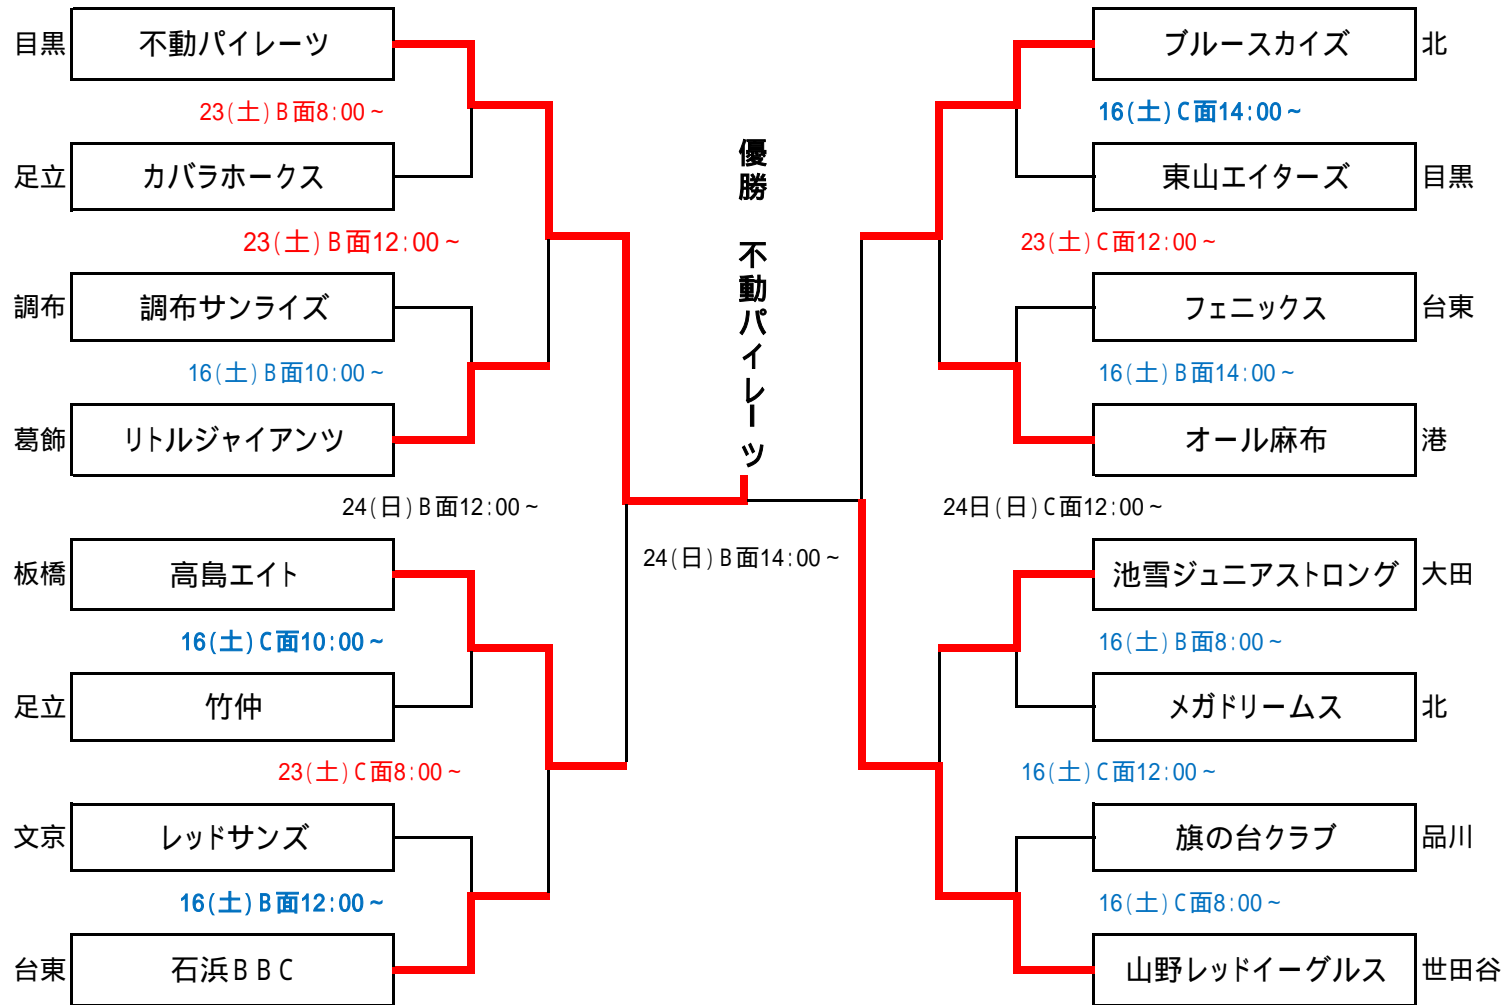 目黒 不動パイレーツ
23(土)B面8:00~
足立 カバラホークス
23(土)B面12:00~
調布 調布サンライズ
16(土)B面10:00~
葛飾 リトルジャイアンツ
24(日)B面12:00~
板橋 高島エイト
16(土)C面10:00~
足立 竹仲
23(土)C面8:00~
文京 レッドサンズ
16(土)B面12:00~
台東 石浜BBC
優勝 不動パイレーツ
24(日)B面14:00~
ブルースカイズ 北
16(土)C面14:00~
東山エイターズ 目黒
23(土)C面12:00~
フェニックス 台東
16(土)B面14:00~
オール麻布 港
24日(日)C面12:00~
池雪ジュニアストロング 大田
16(土)B面8:00~
メガドリームス 北
16(土)C面12:00~
旗の台クラブ 品川
16(土)C面8:00~
山野レッドイーグルス 世田谷